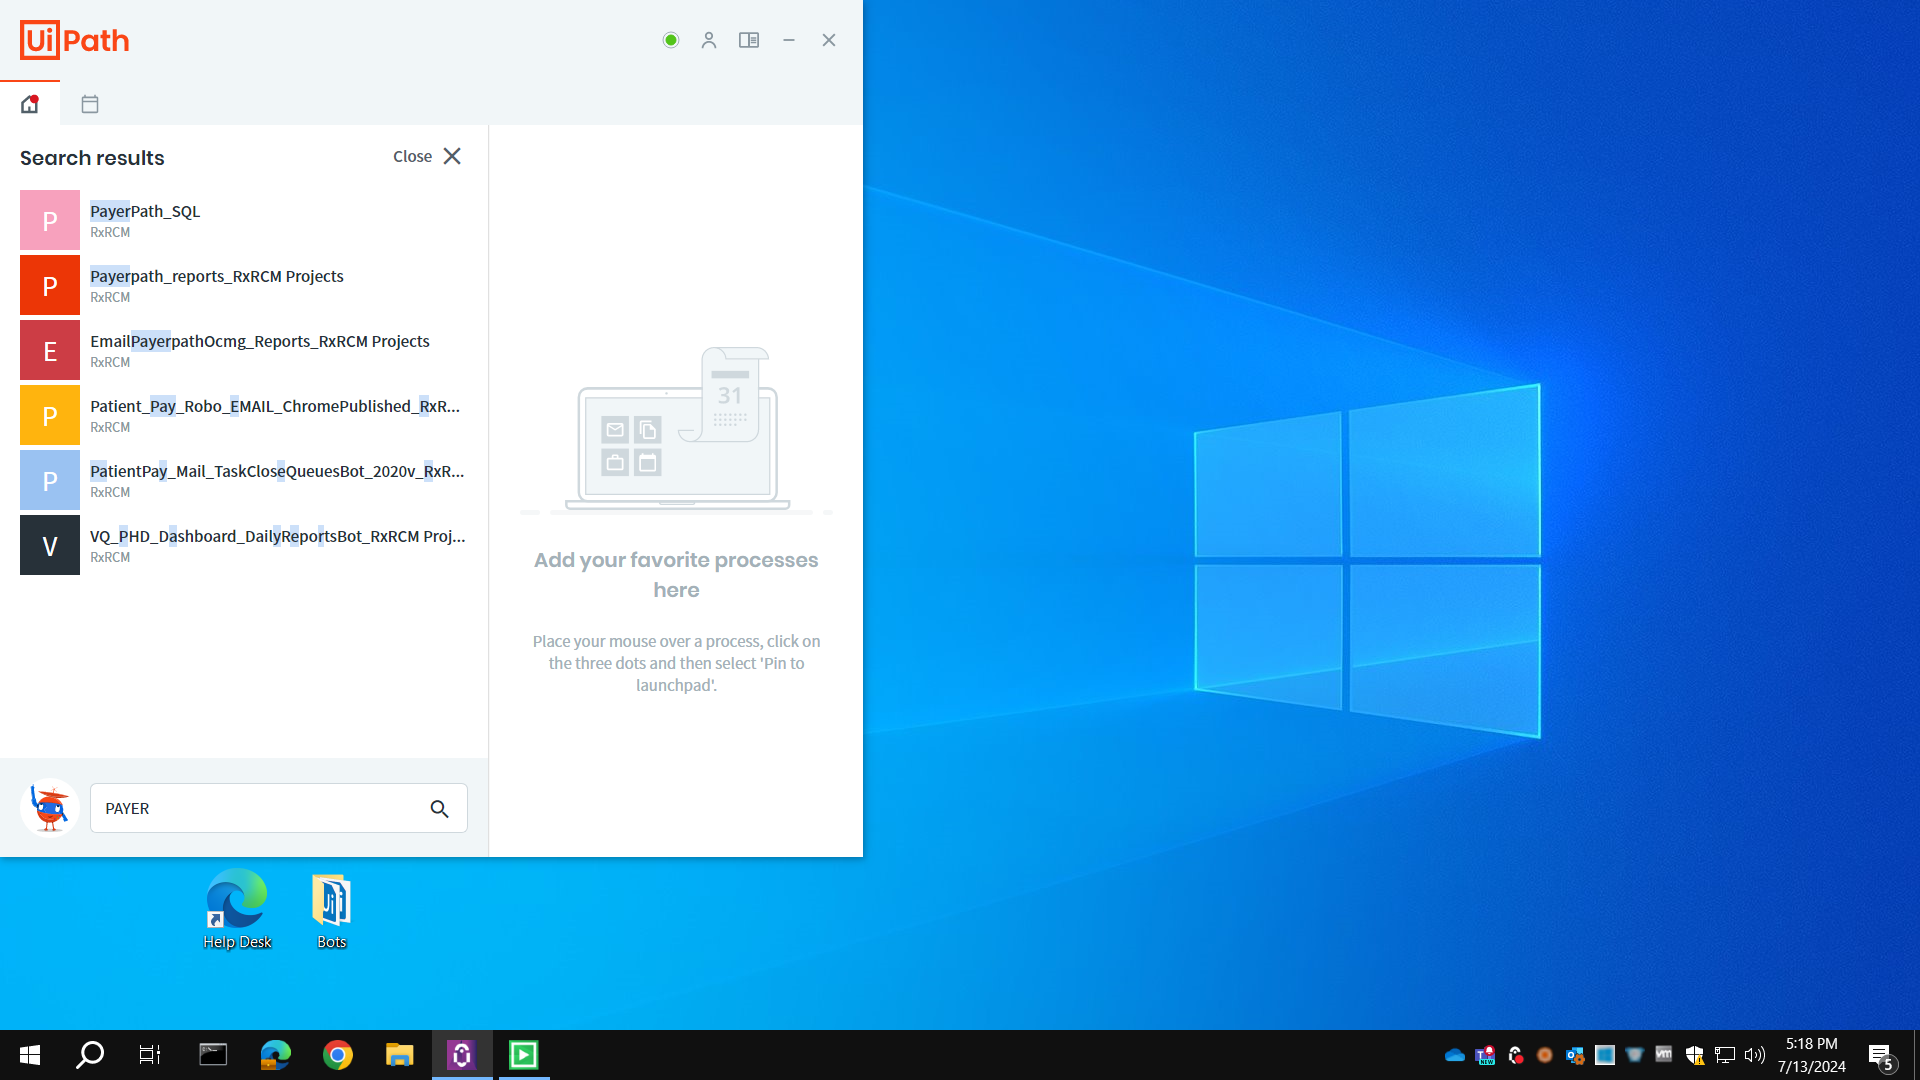 UiPath
Search results
Close
P
PayerPath_SQL
RxRCM
P
Payerpath_reports_RxRCM Projects
RxRCM
E
EmailPayerpathOcmg_Reports_RxRCM Projects
RxRCM
P
Patient_Pay_Robo_EMAIL_ChromePublished_RxR...
RxRCM
P
PatientPay_Mail_TaskCloseQueuesBot_2020v_RxR...
RxRCM
V
VQ_PHD_Dashboard_DailyReportsBot_RxRCM Proj...
RxRCM
31
Add your favorite processes
here
Place your mouse over a process, click on
the three dots and then select 'Pin to
launchpad'.
PAYER
Help Desk
Bots
5:18 PM
7/13/2024
5